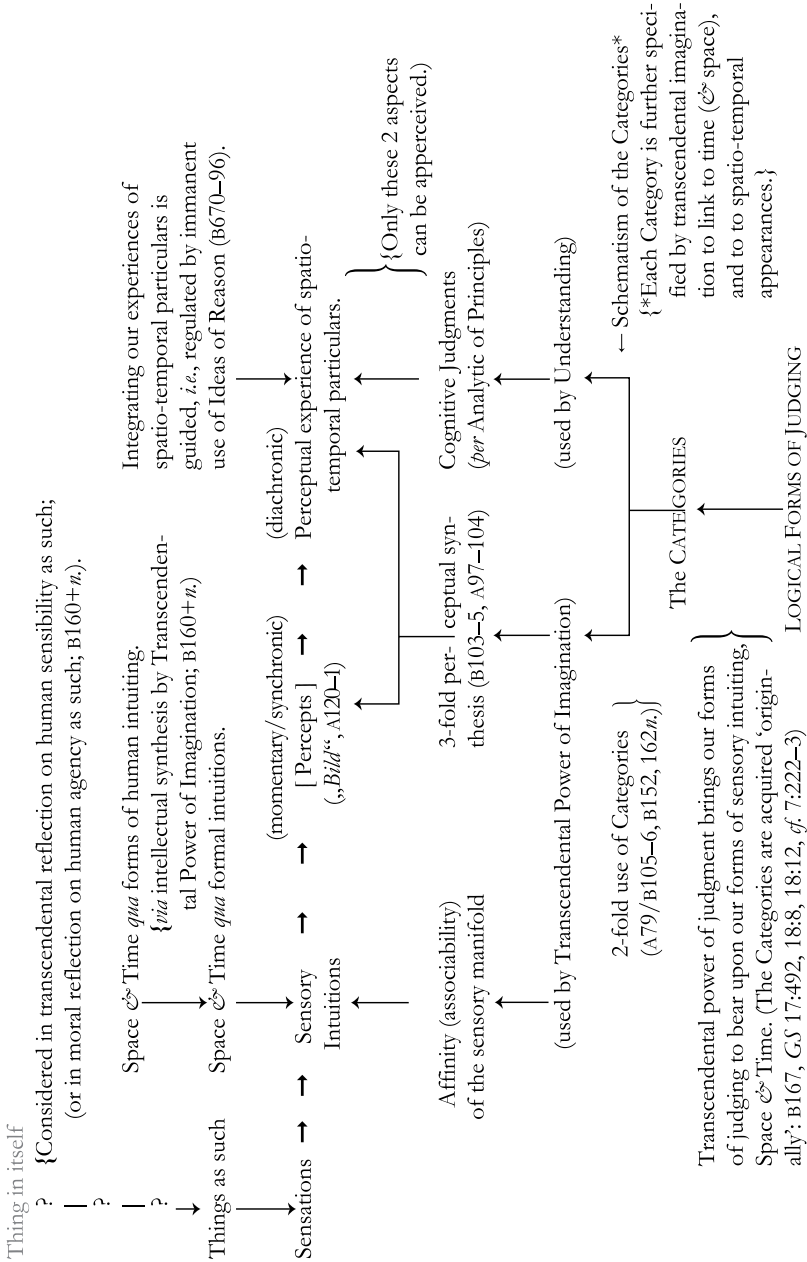 Thing in itself
?
{Considered in transcendental reflection on human sensibility as such;
(or in moral reflection on human agency as such; B160+n.).
?
?
Things as such
Sensations
Space & Time qua forms of human intuiting.
{via intellectual synthesis by Transcenden-
tal Power of Imagination; B160+n.)
Space & Time qua formal intuitions.
Sensory
Intuitions
(momentary/synchronic)
[ Percepts ]
(„Bild“, A120–1)
(diachronic)
Perceptual experience of spatio-
temporal particulars.
Integrating our experiences of
spatio-temporal particulars is
guided, i.e., regulated by immanent
use of Ideas of Reason (B670–96).
{Only these 2 aspects
can be apperceived.)
Affinity (associability)
of the sensory manifold
3-fold per- ceptual syn-
thesis (B103–5, A97–104)
Cognitive Judgments
(per Analytic of Principles)
(used by Transcendental Power of Imagination)
(used by Understanding)
2-fold use of Categories
(A79/B105–6, B152, 162n.)
← Schematism of the Categories*
{*Each Category is further speci-
fied by transcendental imagina-
tion to link to time (& space),
and to to spatio-temporal
appearances.}
The CATEGORIES
Transcendental power of judgment brings our forms
of judging to bear upon our forms of sensory intuiting,
Space & Time. (The Categories are acquired ‘origin-
ally’: B167, GS 17:492, 18:8, 18:12, cf. 7:222–3)
LOGICAL FORMS OF JUDGING